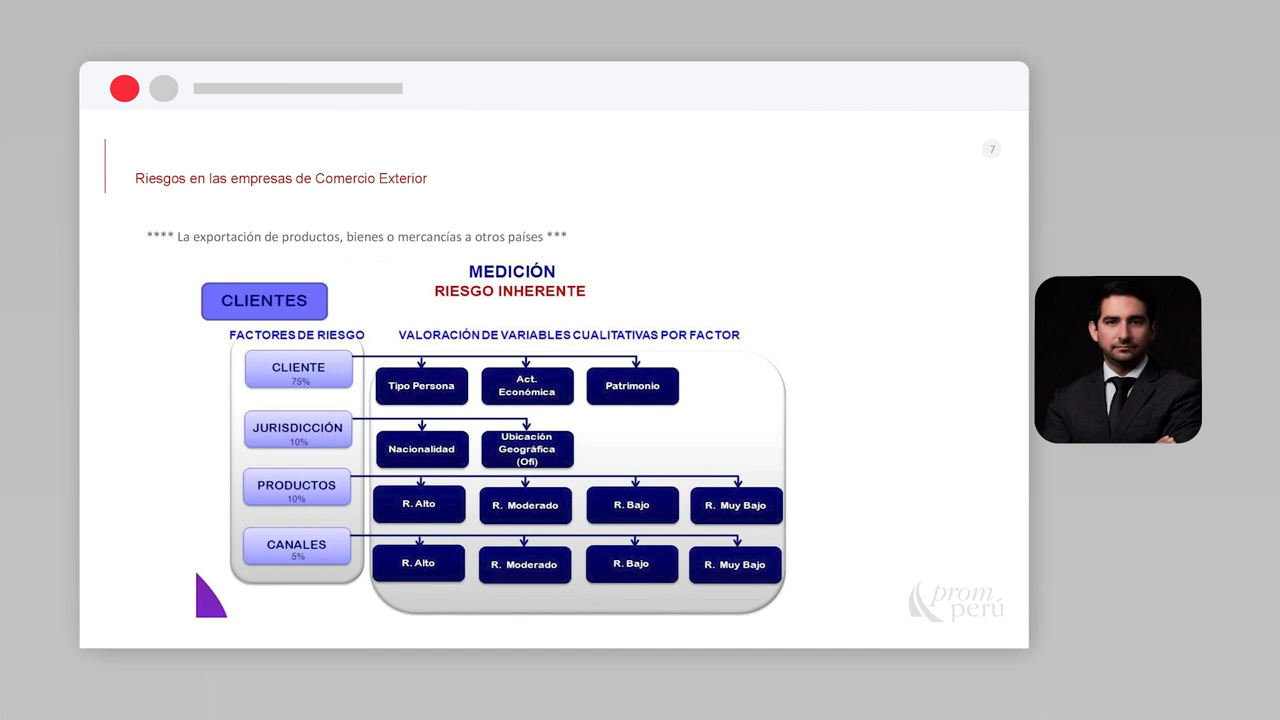 7
Riesgos en las empresas de Comercio Exterior
**** La exportación de productos, bienes o mercancías a otros países ***
MEDICIÓN
RIESGO INHERENTE
CLIENTES
FACTORES DE RIESGO
VALORACIÓN DE VARIABLES CUALITATIVAS POR FACTOR
CLIENTE
75%
Tipo Persona
Act.
Económica
Patrimonio
JURISDICCIÓN
10%
Nacionalidad
Ubicación
Geográfica
(Ofi)
PRODUCTOS
10%
R. Alto
R. Moderado
R. Bajo
R. Muy Bajo
CANALES
5%
R. Alto
R. Moderado
R. Bajo
R. Muy Bajo
prom
perú